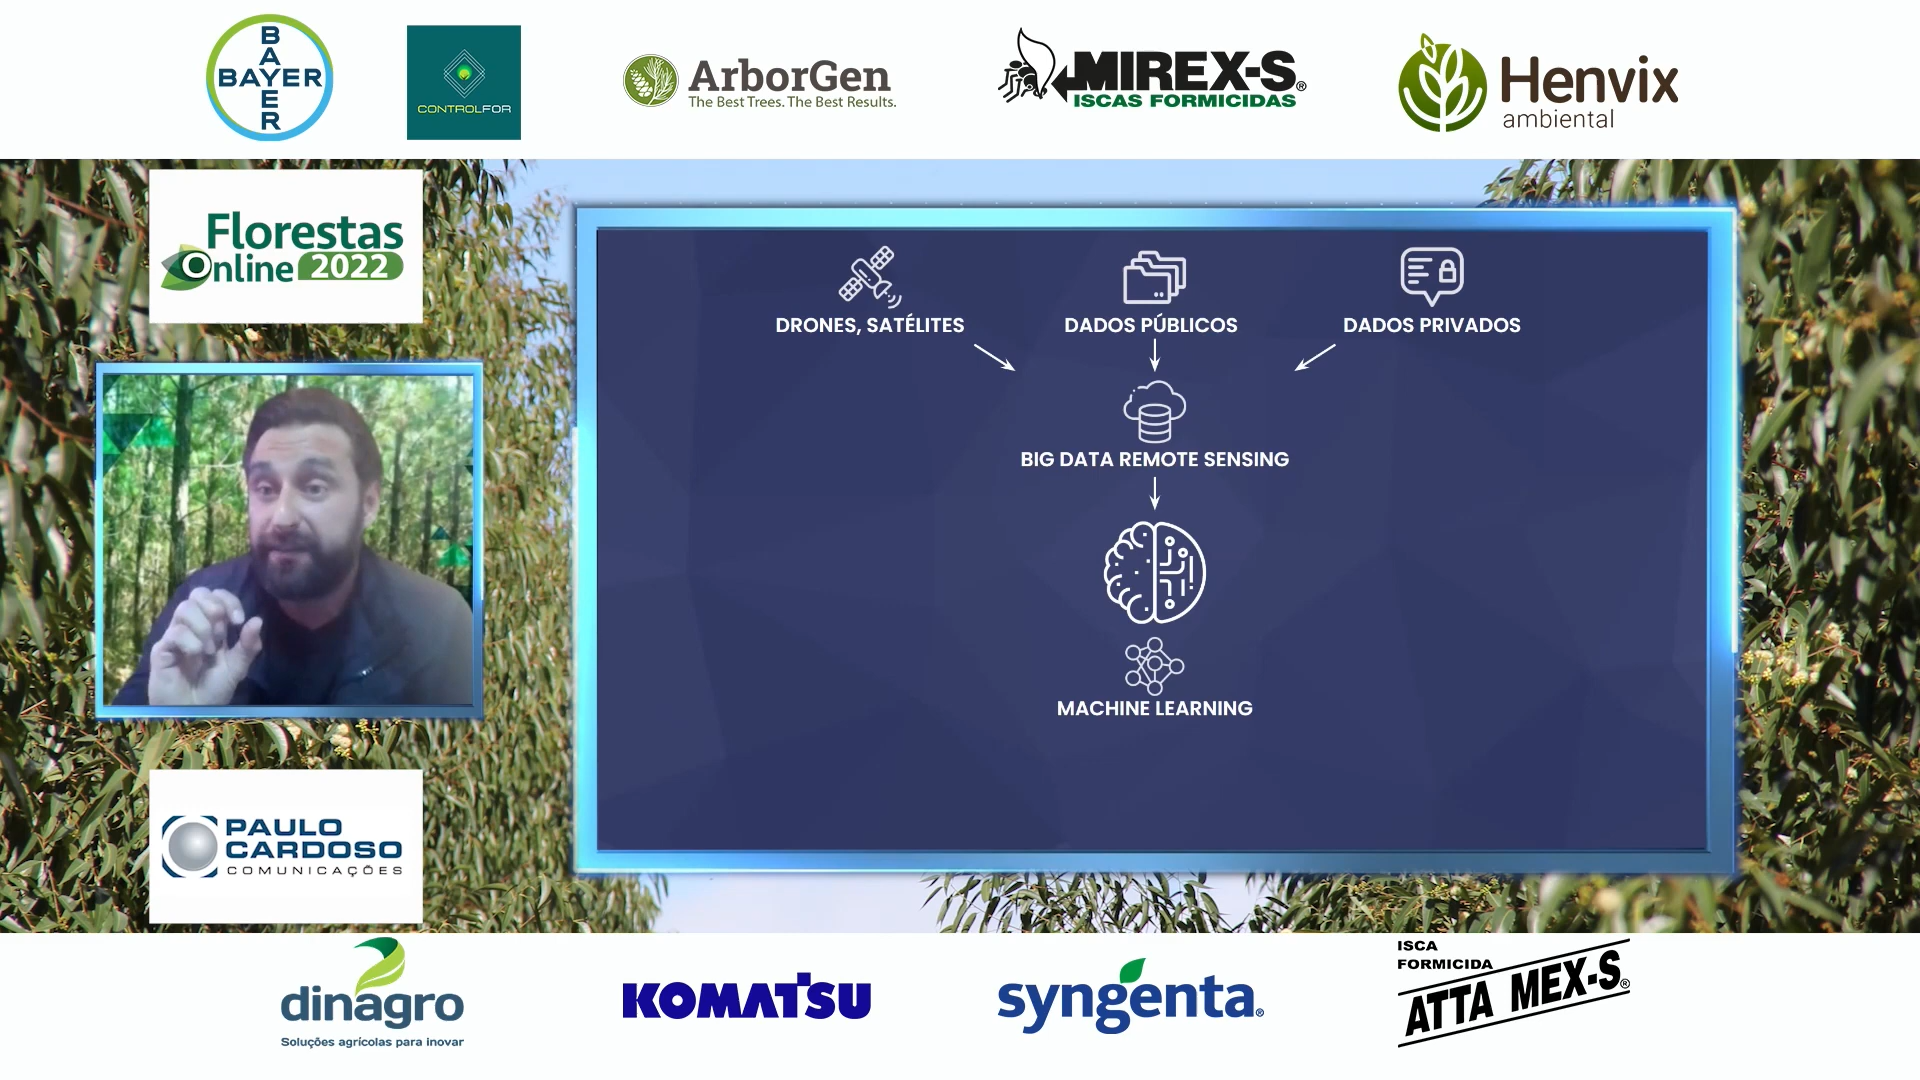 BAYER
BAYER
CONTROLFOR
ArborGen
The Best Trees. The Best Results.
MIREX-S®
ISCAS FORMICIDAS
Henvix
ambiental
Florestas
Online 2022
DRONES, SATÉLITES
DADOS PÚBLICOS
DADOS PRIVADOS
BIG DATA REMOTE SENSING
MACHINE LEARNING
PAULO
CARDOSO
COMUNICAÇÕES
dinagro
Soluções agrícolas para inovar
KOMATSU
syngenta®
ISCA
FORMICIDA
ATTA MEX-S®